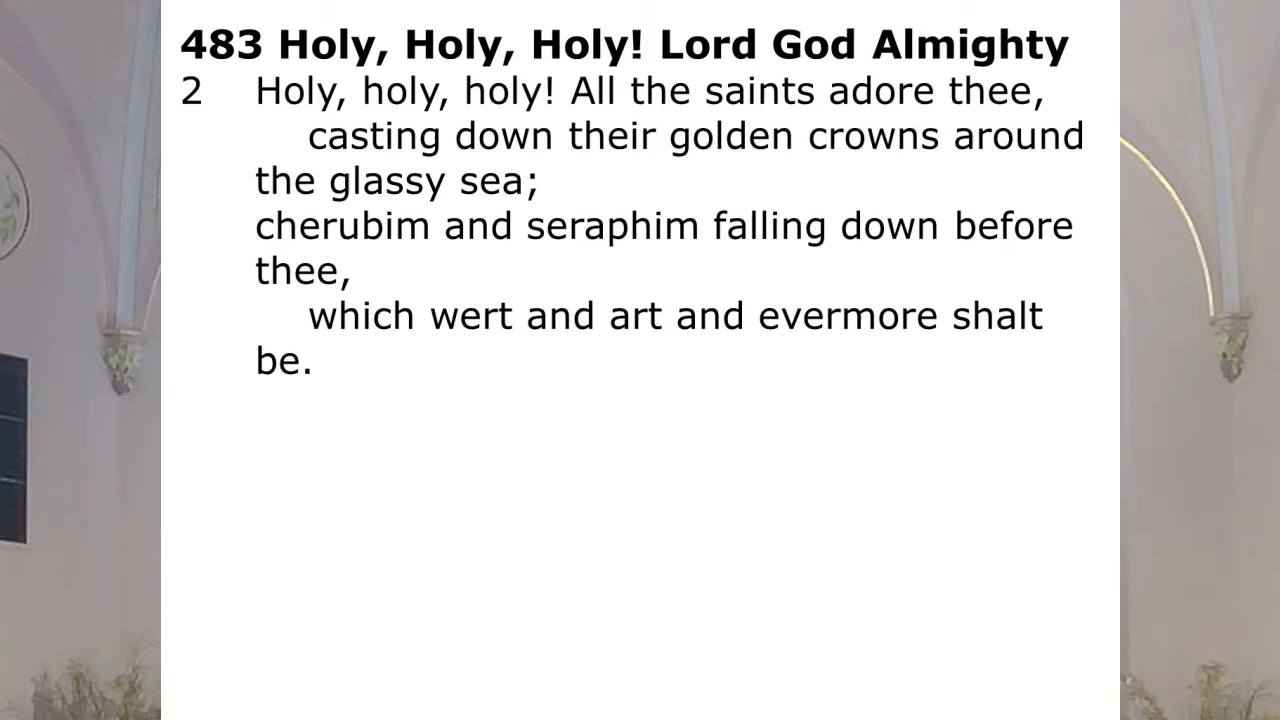 483 Holy, Holy, Holy! Lord God Almighty
2 Holy, holy, holy! All the saints adore thee,
casting down their golden crowns around
the glassy sea;
cherubim and seraphim falling down before
thee,
which wert and art and evermore shalt
be.